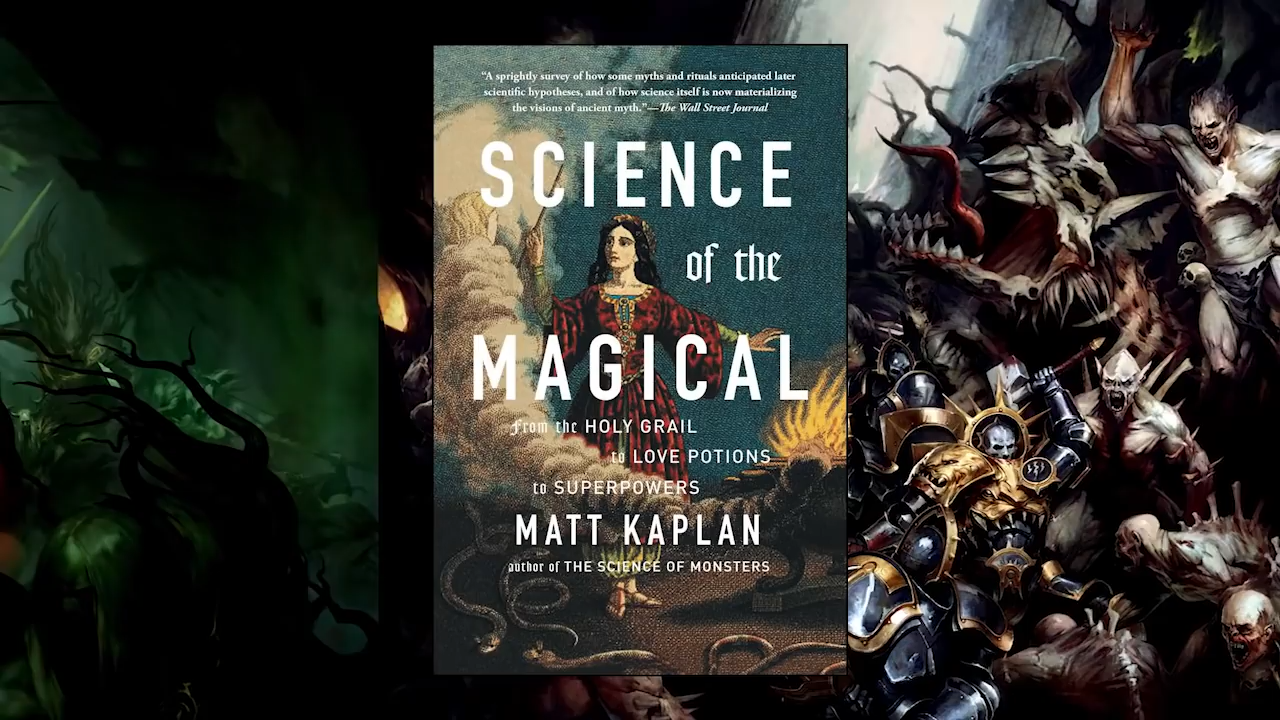 “A sprightly survey of how some myths and rituals anticipated later
scientific hypotheses, and of how science itself is now materializing
the visions of ancient myth.”—The Wall Street Journal
SCIENCE
of the
MAGICAL
from the HOLY GRAIL
to LOVE POTIONS
to SUPERPOWERS
MATT KAPLAN
author of THE SCIENCE OF MONSTERS